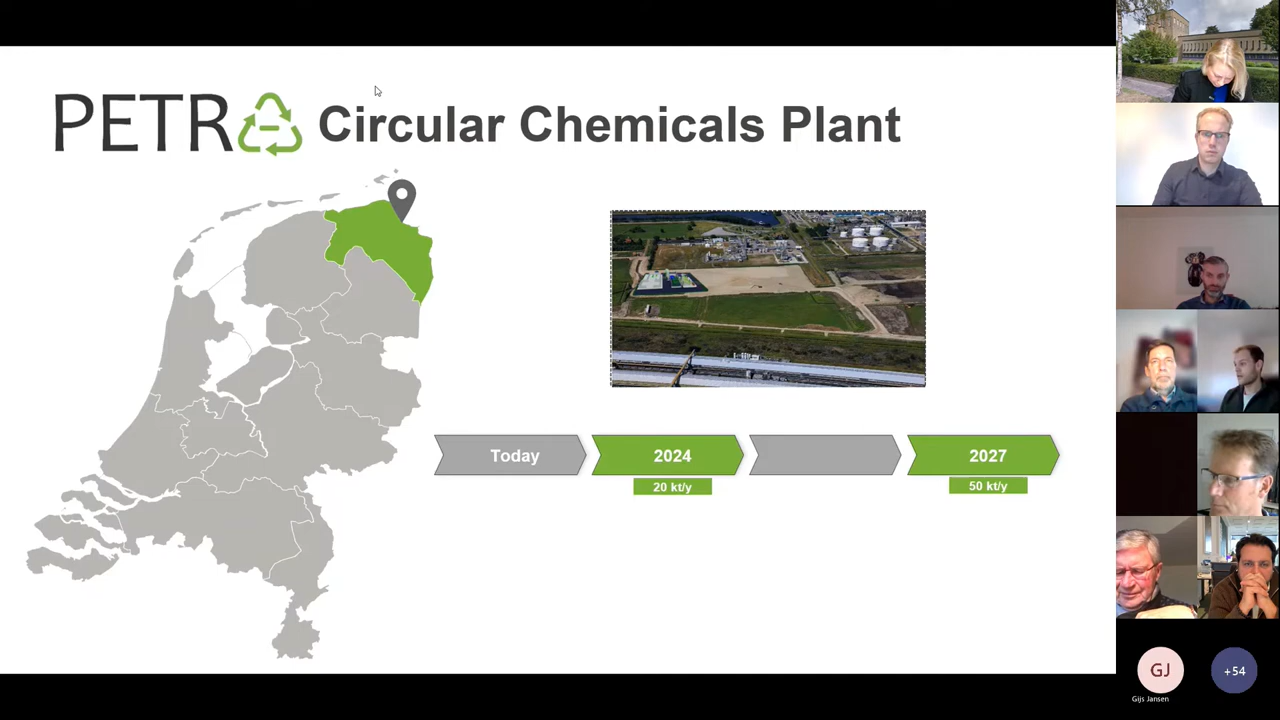 PETR Circular Chemicals Plant
Today
2024
2027
20 kt/y
50 kt/y
GJ
+54
Gijs Jansen